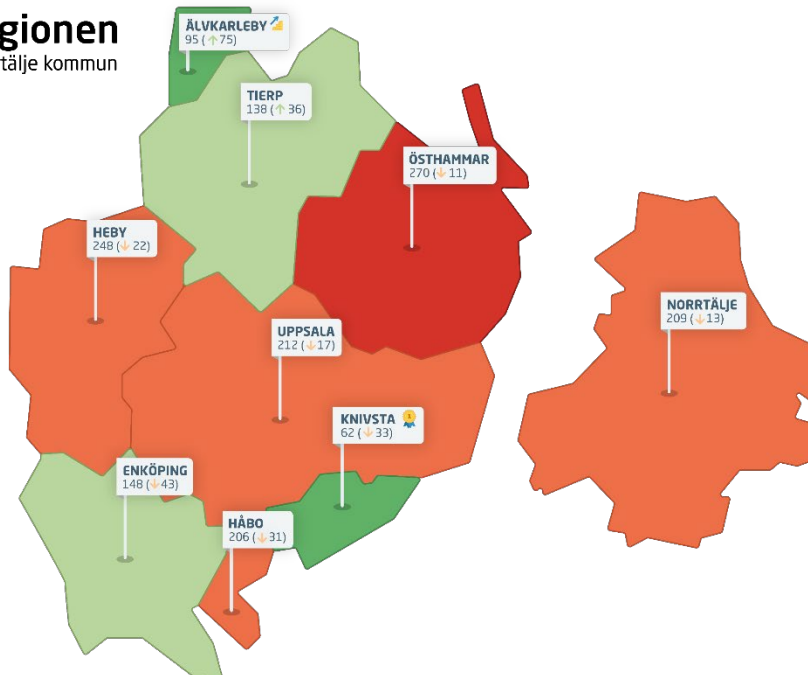 gionen
tälje kommun
ÄLVKARLEBY
95 (↑75)
TIERP
138 (↑36)
ÖSTHAMMAR
270 (↓11)
HEBY
248 (↓22)
NORRTÄLJE
209 (↓13)
UPPSALA
212 (↓17)
KNIVSTA
62 (↓33)
ENKÖPING
148 (↓43)
HÅBO
206 (↓31)